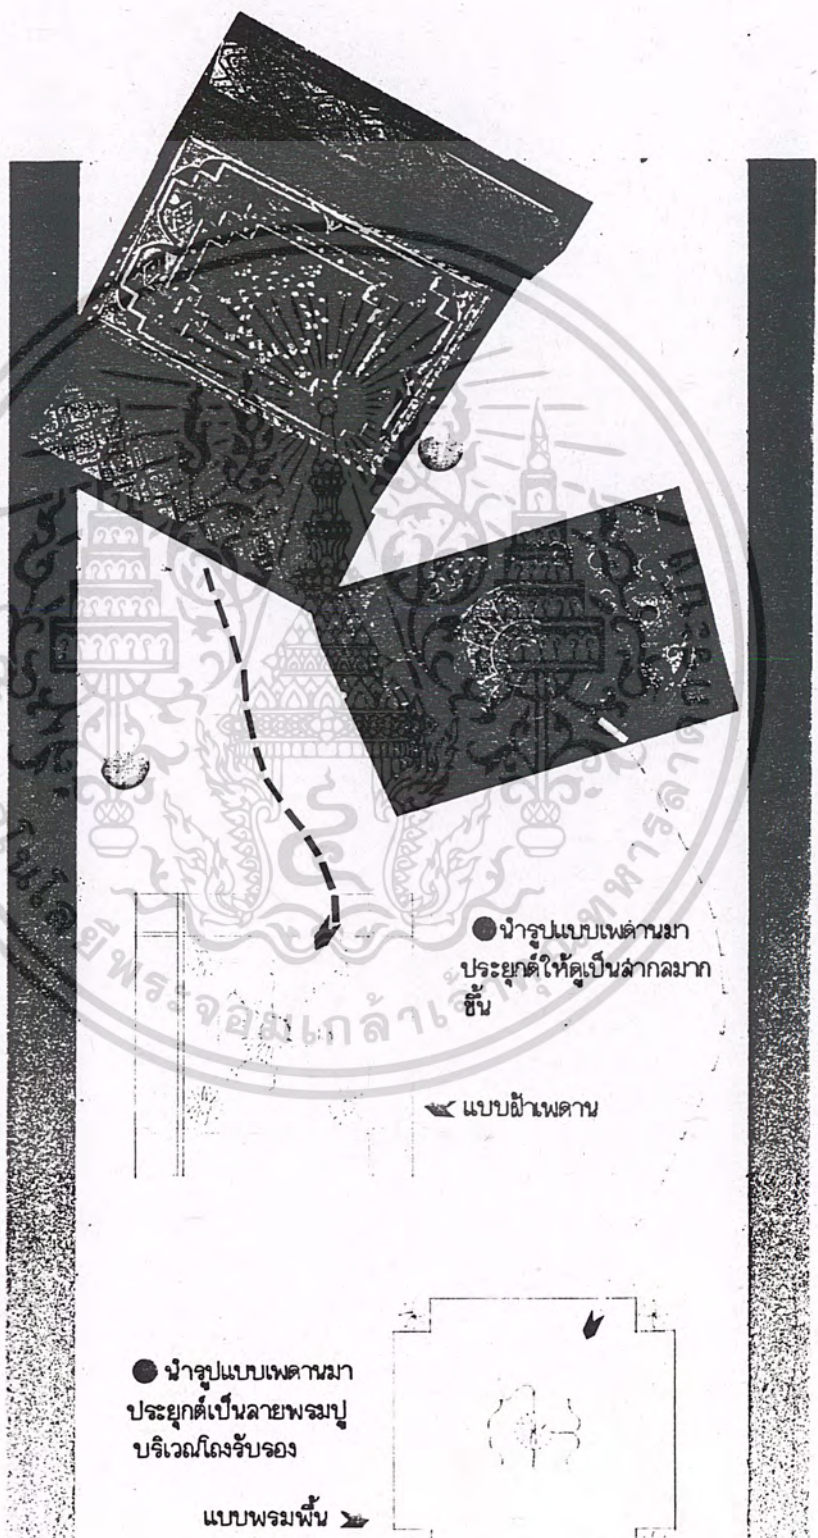 ●นำรูปแบบเพดานมา
ประยุกต์ให้ดูเป็นสากลมาก
ขึ้น
แบบฝ้าเพดาน
● นำรูปแบบเพดานมา
ประยุกต์เป็นลายพรมปู
บริเวณโถงรับรอง
แบบพรมพื้น